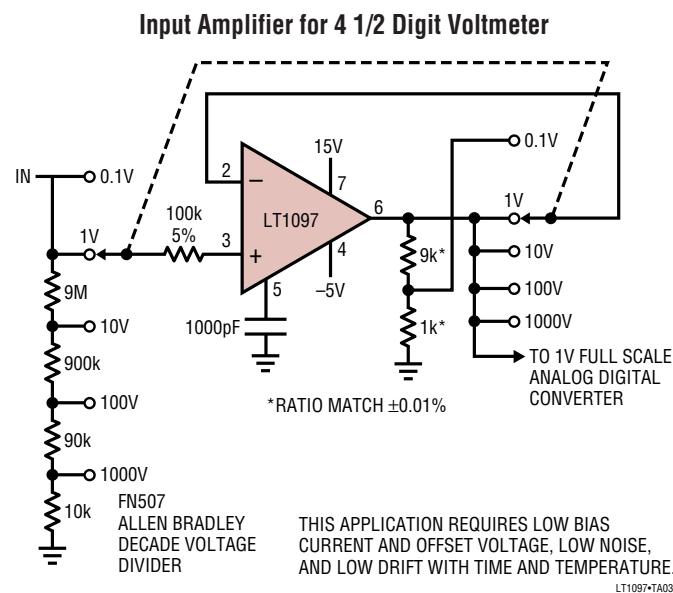 Input Amplifier for 4 1/2 Digit Voltmeter
IN
0.1V
1V
9M
10V
900k
100V
90k
1000V
10k
FN507
ALLEN BRADLEY
DECADE VOLTAGE
DIVIDER
100k
5%
2
3
–
+
LT1097
15V
7
6
4
–5V
5
1000pF
9k*
1k*
*RATIO MATCH ±0.01%
0.1V
1V
10V
100V
1000V
TO 1V FULL SCALE
ANALOG DIGITAL
CONVERTER
THIS APPLICATION REQUIRES LOW BIAS
CURRENT AND OFFSET VOLTAGE, LOW NOISE,
AND LOW DRIFT WITH TIME AND TEMPERATURE.
LT1097•TA03